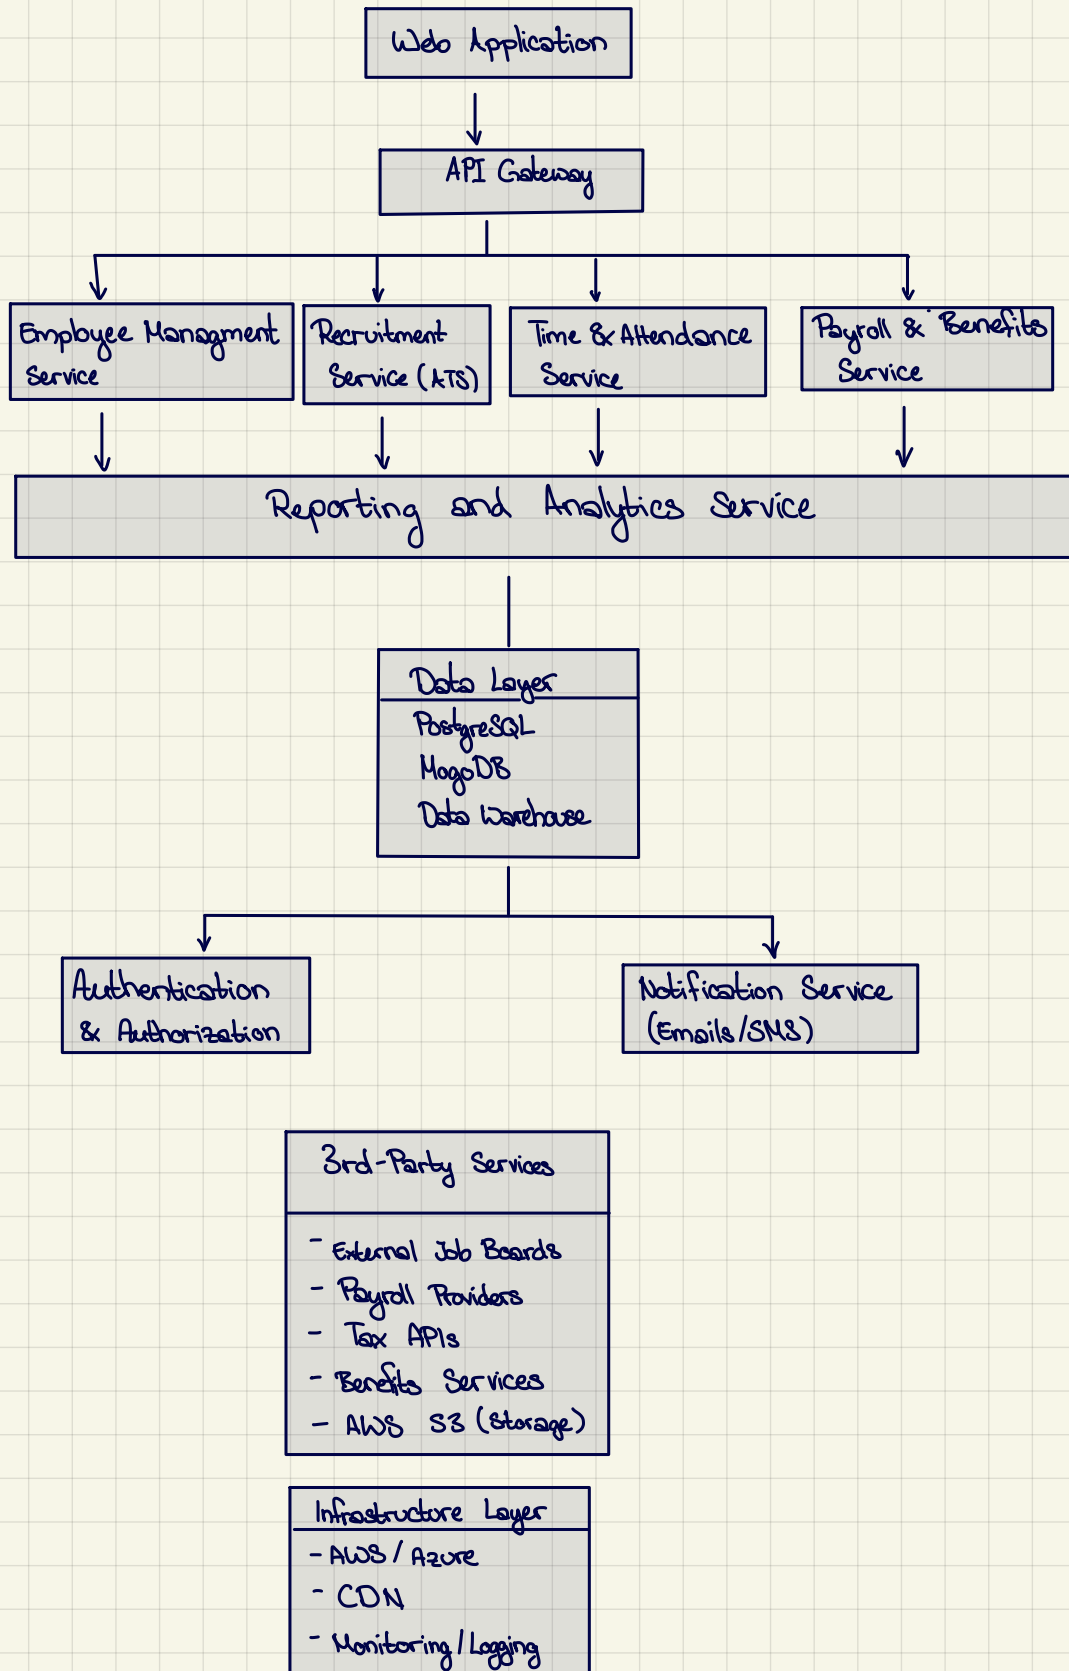 Web Application
API Gateway
Employee Managment
Service
Recruitment
Service (ATS)
Time & Attendance
Service
Payroll & Benefits
Service
Reporting and Analytics Service
Data Layer
PostgreSQL
MogoDB
Data Warehouse
Authentication
& Authorization
Notification Service
(Emails/SMS)
3rd-Party Services
- External Job Boards
- Payroll Providers
- Tax APIs
- Benefits Services
- AWS S3 (Storage)
Infrastructure Layer
- AWS / Azure
- CDN
- Monitoring / Logging